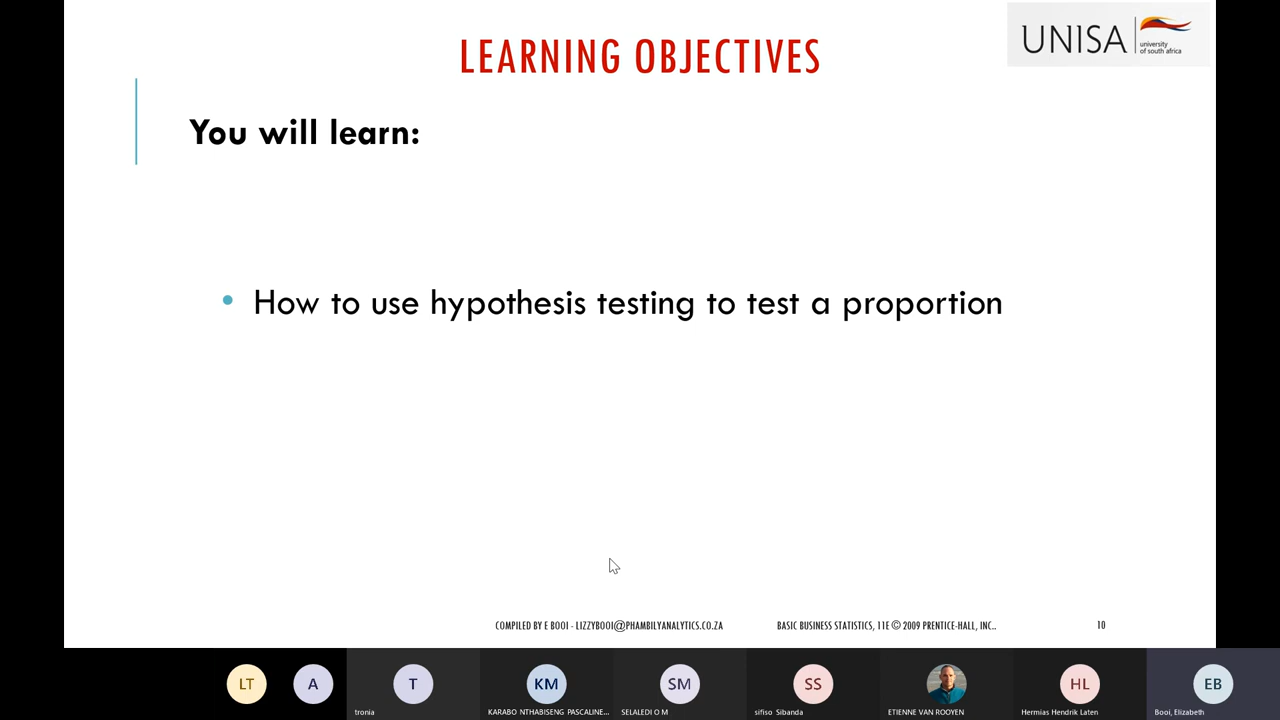 LEARNING OBJECTIVES
UNISA
university
of south africa
You will learn:
• How to use hypothesis testing to test a proportion
COMPILED BY E BOOI - LIZZYBOOI@PHAMBILYANALYTICS.CO.ZA
BASIC BUSINESS STATISTICS, 11E © 2009 PRENTICE-HALL, INC..
10
LT
A
T
KM
SM
SS
HL
EB
tronia
KARABO NTHABISENG PASCALINE...
SELALEDI O M
sifiso Sibanda
ETIENNE VAN ROOYEN
Hermias Hendrik Laten
Booi, Elizabeth